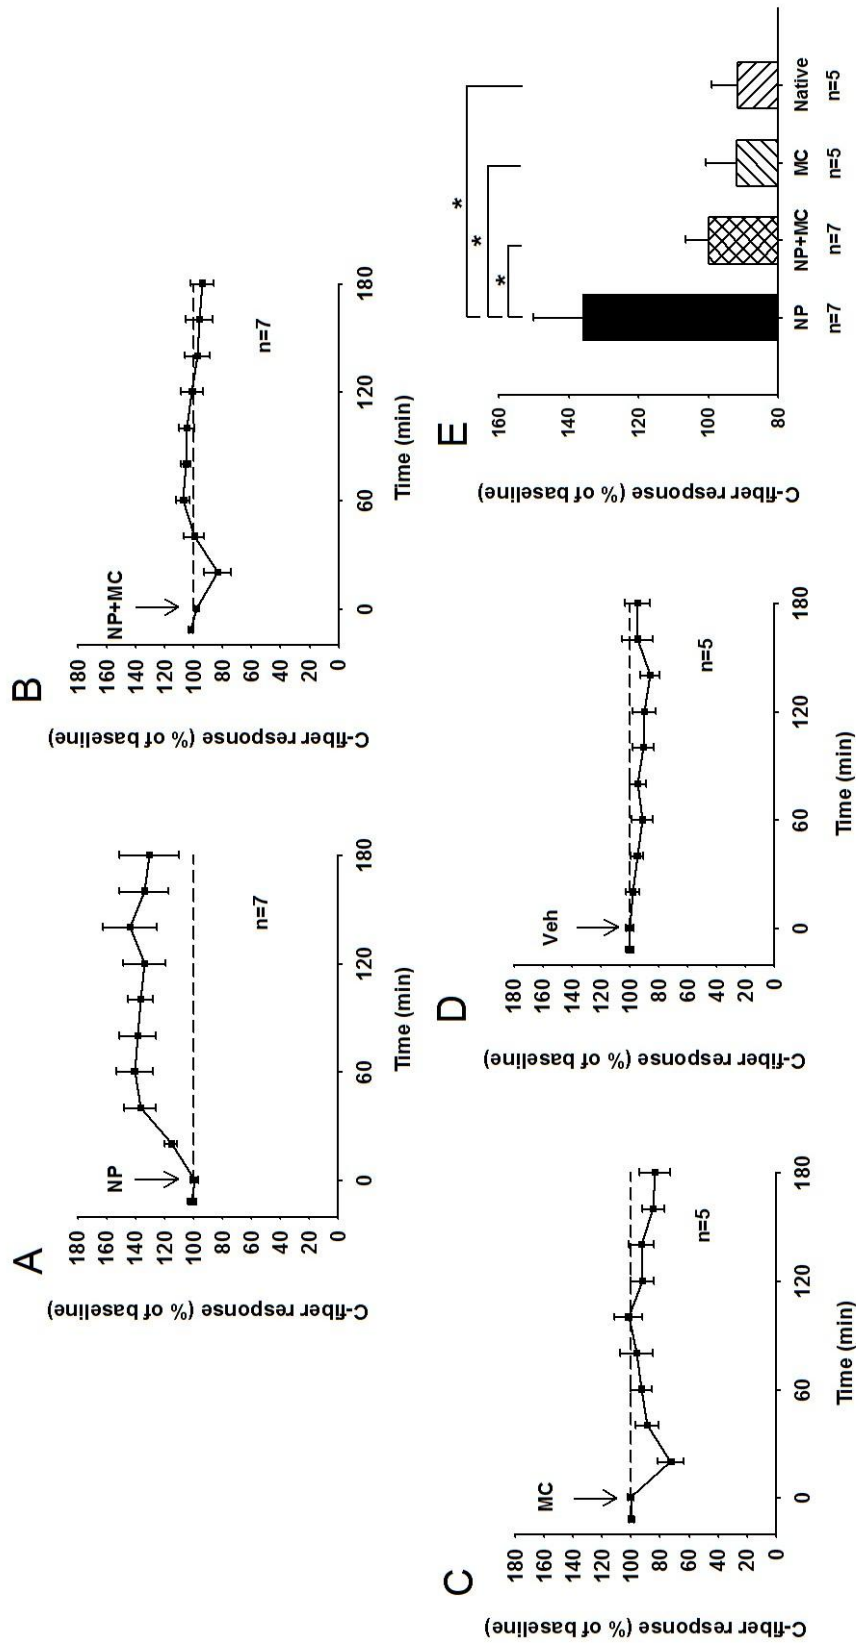 A
C-fiber response (% of baseline)
180
160
140
120
100
80
60
40
20
0
NP
n=7
0 60 120 180
Time (min)
B
C-fiber response (% of baseline)
180
160
140
120
100
80
60
40
20
0
NP+MC
n=7
0 60 120 180
Time (min)
C
C-fiber response (% of baseline)
180
160
140
120
100
80
60
40
20
0
MC
n=5
0 60 120 180
Time (min)
D
C-fiber response (% of baseline)
180
160
140
120
100
80
60
40
20
0
Veh
n=5
0 60 120 180
Time (min)
E
C-fiber response (% of baseline)
160
140
120
100
80
*
*
*
NP NP+MC MC Native
n=7 n=7 n=5 n=5